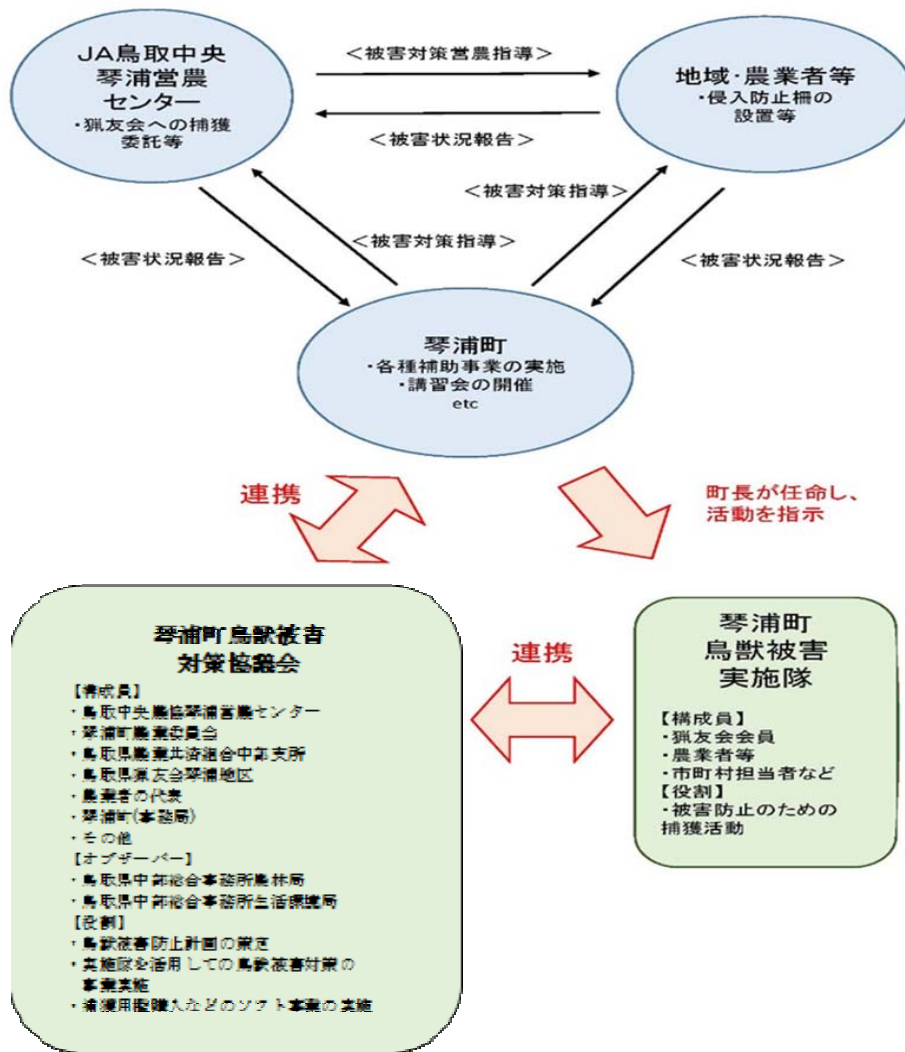 JA鳥取中央
琴浦営農
センター
・猟友会への捕獲
委託等
＜被害対策営農指導＞
＜被害状況報告＞
地域・農業者等
・侵入防止柵の
設置等
＜被害状況報告＞
＜被害対策指導＞
＜被害対策指導＞
＜被害状況報告＞
琴浦町
・各種補助事業の実施
・講習会の開催
etc
連携
町長が任命し、
活動を指示
琴浦町鳥獣被害
対策協議会
【構成員】
・鳥取中央農協琴浦営農センター
・琴浦町農業委員会
・鳥取県農業共済組合中部支所
・鳥取県猟友会琴浦地区
・農業者の代表
・琴浦町(事務局)
・その他
【オブザーバー】
・鳥取県中部総合事務所農林局
・鳥取県中部総合事務所生活環境局
【役割】
・鳥獣被害防止計画の策定
・実施隊を活用しての鳥獣被害対策の
事業実施
・捕獲用檻購入などのソフト事業の実施
連携
琴浦町
鳥獣被害
実施隊
【構成員】
・猟友会会員
・農業者等
・市町村担当者など
【役割】
・被害防止のための
捕獲活動